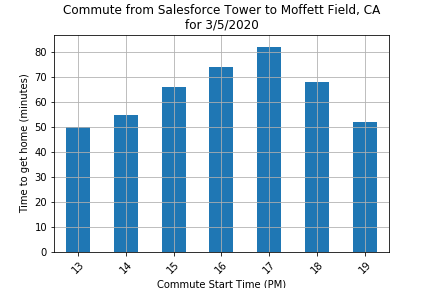 Commute from Salesforce Tower to Moffett Field, CA
for 3/5/2020
Time to get home (minutes)
80
70
60
50
40
30
20
10
0
13 14 15 16 17 18 19
Commute Start Time (PM)